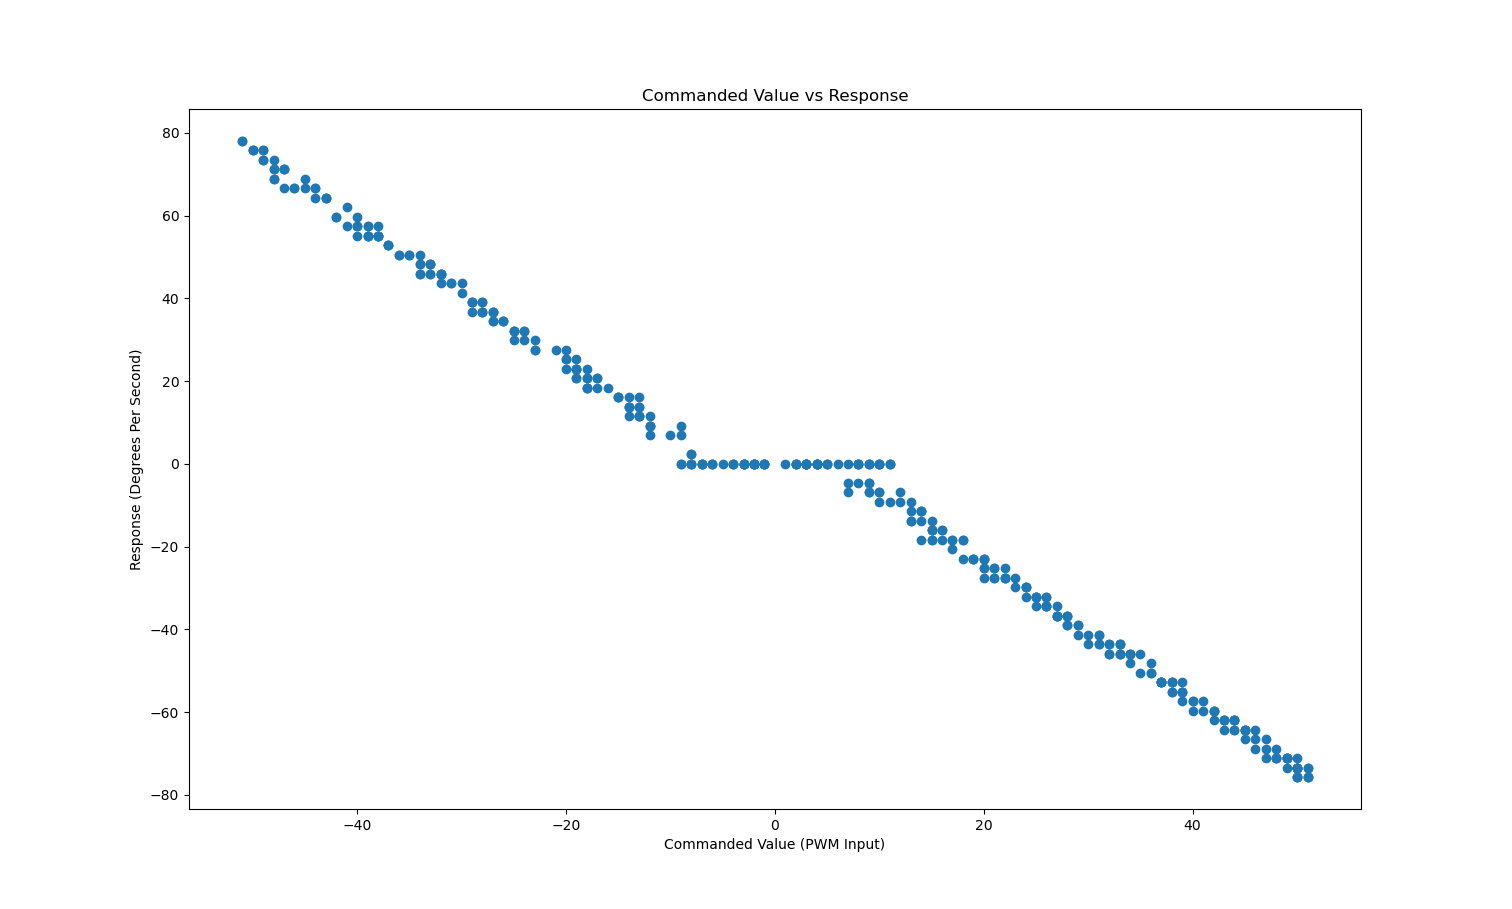 Commanded Value vs Response
80
60
40
20
0
−20
−40
−60
−80
Response (Degrees Per Second)
−40 −20 0 20 40
Commanded Value (PWM Input)